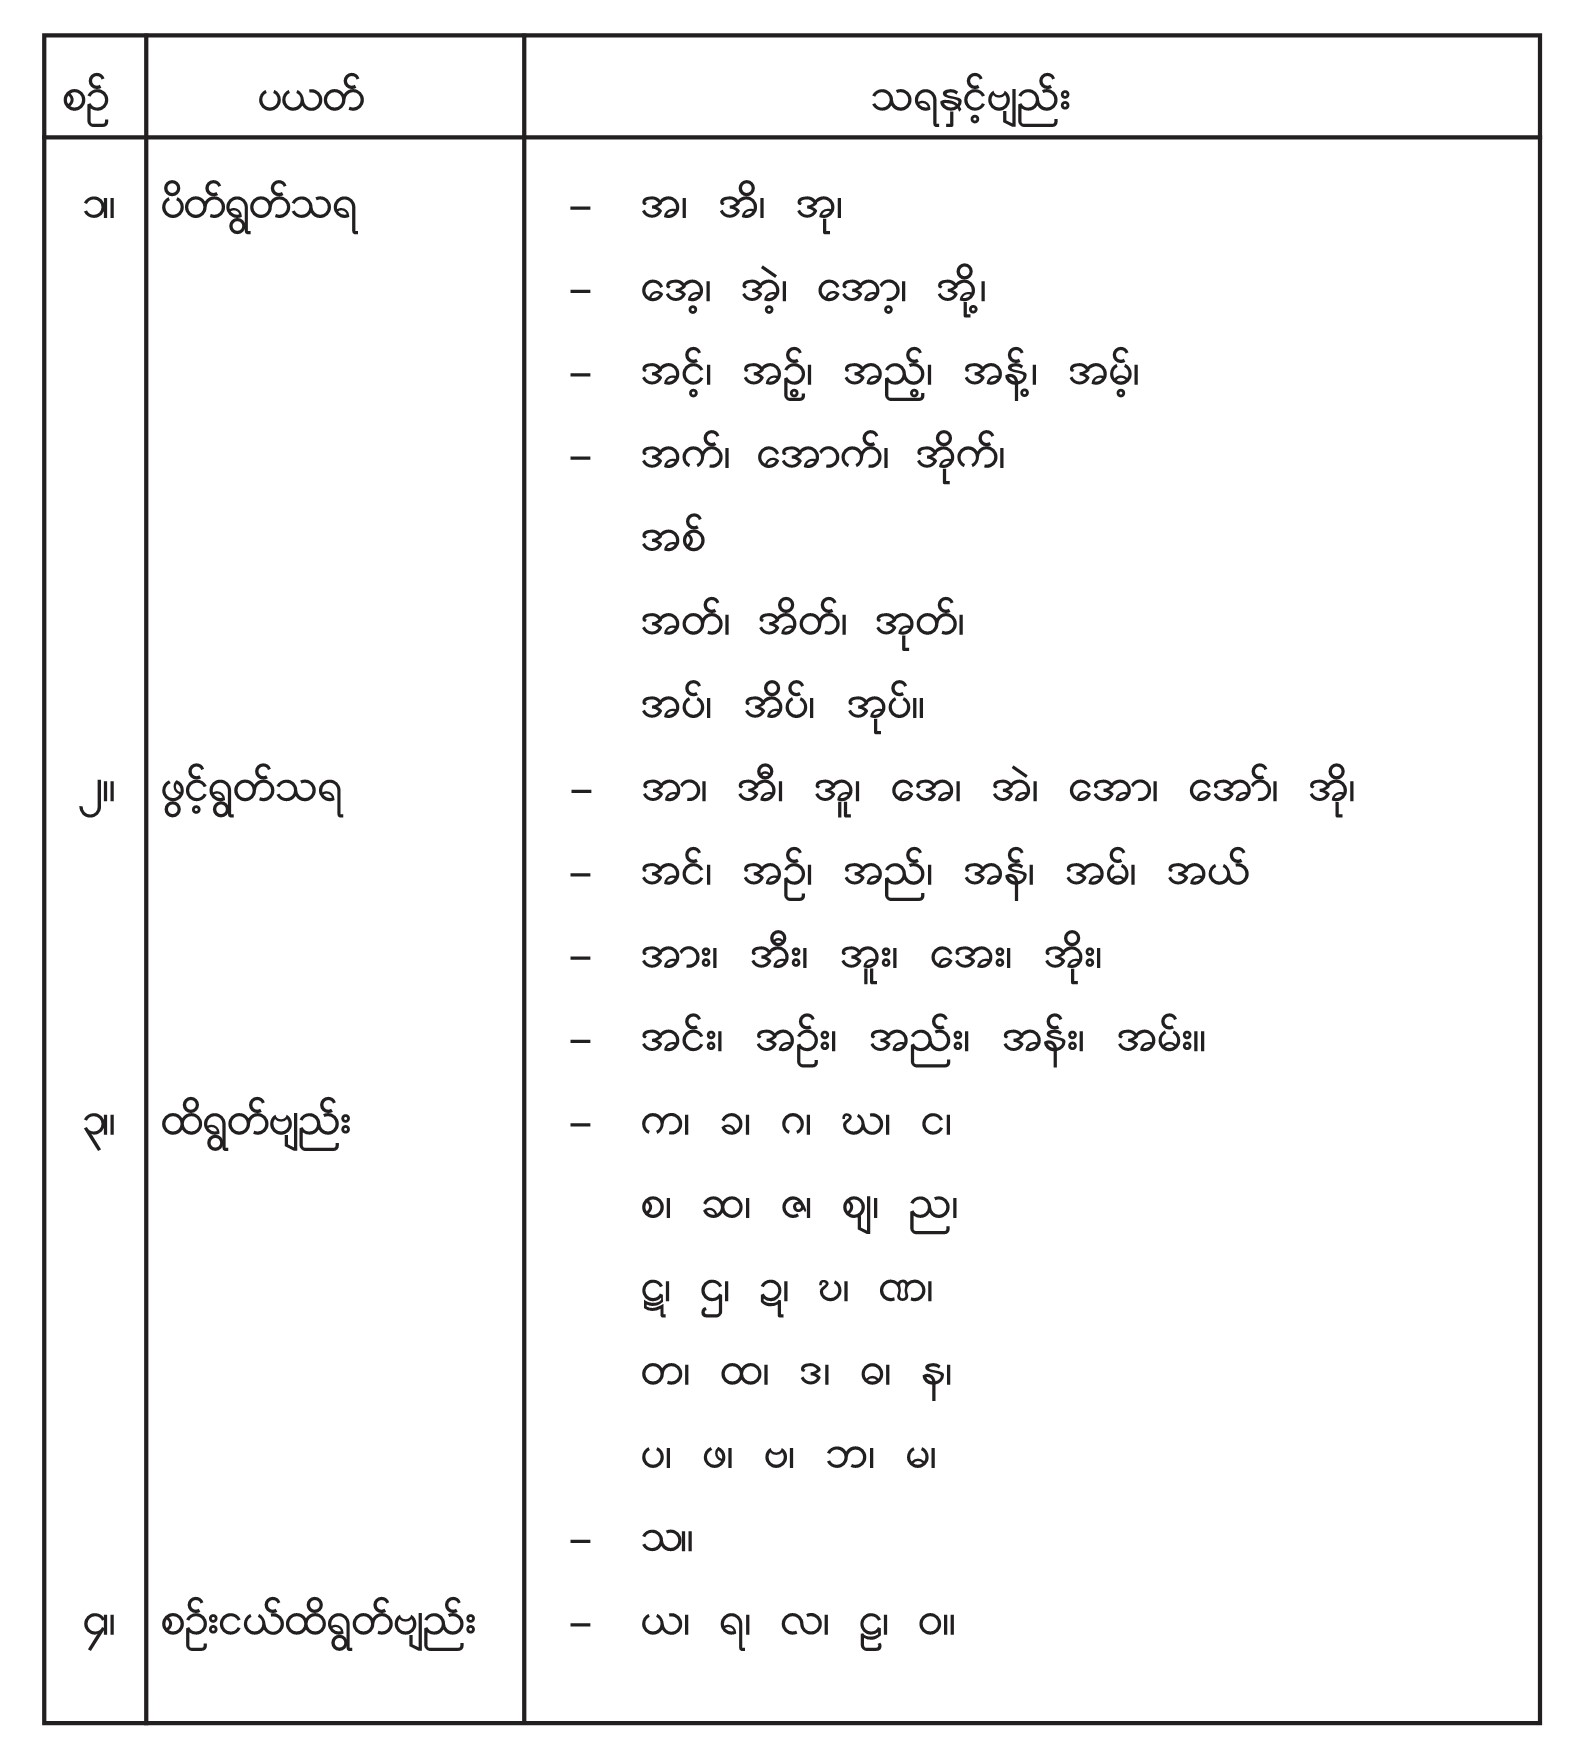 စဉ် ပယတ် သရနှင့်ဗျည်း
၁။ ပိတ်ရွတ်သရ – အ၊ အိ၊ အု၊
– အေ့၊ အဲ့၊ အော့၊ အို့၊
– အင့်၊ အဉ့်၊ အည့်၊ အန့်၊ အမ့်၊
– အက်၊ အောက်၊ အိုက်၊
အစ်
အတ်၊ အိတ်၊ အုတ်၊
အပ်၊ အိပ်၊ အုပ်။
၂။ ဖွင့်ရွတ်သရ – အာ၊ အီ၊ အူ၊ အေ၊ အဲ၊ အော၊ အော်၊ အို၊
– အင်၊ အဉ်၊ အည်၊ အန်၊ အမ်၊ အယ်
– အား၊ အီး၊ အူး၊ အေး၊ အိုး၊
– အင်း၊ အဉ်း၊ အည်း၊ အန်း၊ အမ်း။
၃။ ထိရွတ်ဗျည်း – က၊ ခ၊ ဂ၊ ဃ၊ င၊
စ၊ ဆ၊ ဇ၊ ဈ၊ ည၊
ဋ၊ ဌ၊ ဍ၊ ဎ၊ ဏ၊
တ၊ ထ၊ ဒ၊ ဓ၊ န၊
ပ၊ ဖ၊ ဗ၊ ဘ၊ မ၊
– သ။
၄။ စဉ်းငယ်ထိရွတ်ဗျည်း – ယ၊ ရ၊ လ၊ ဠ၊ ဝ။